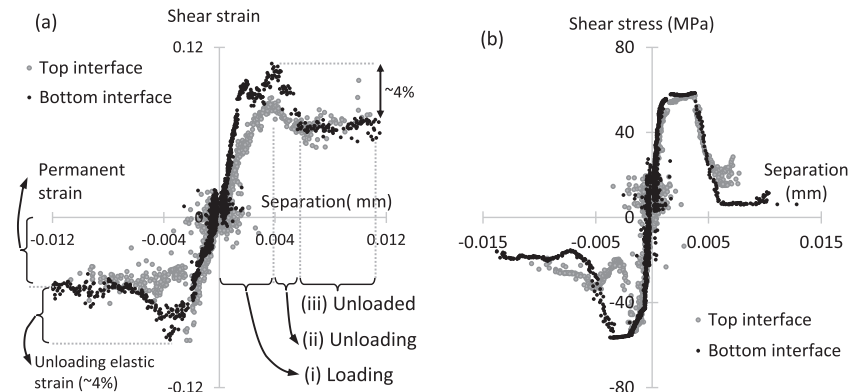 (a)
Shear strain
0.12
Top interface
Bottom interface
~4%
Permanent
strain
Separation( mm)
0
-0.012
-0.004
0.004
0.012
(iii) Unloaded
(ii) Unloading
(i) Loading
Unloading elastic
strain (~4%)
-0.12
(b)
Shear stress (MPa)
80
40
Separation
(mm)
0
-0.015
-0.005
0.005
0.015
-40
Top interface
Bottom interface
-80